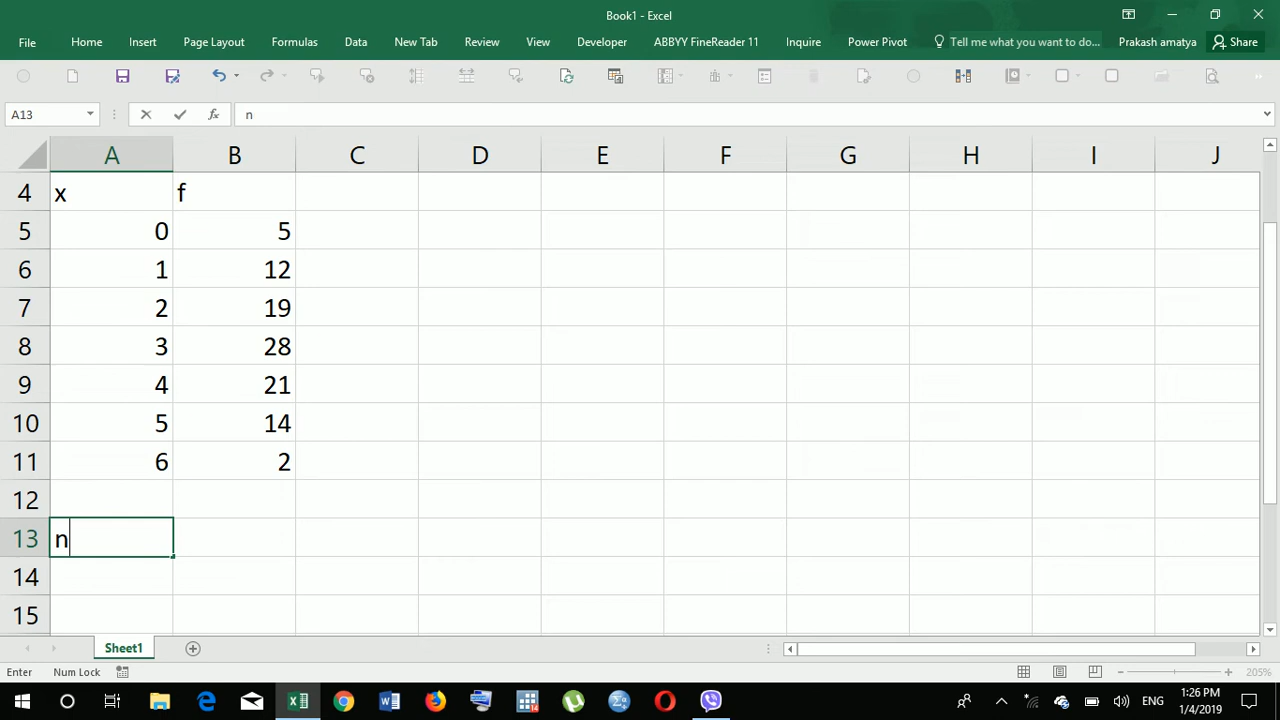 Book1 - Excel
File Home Insert Page Layout Formulas Data New Tab Review View Developer ABBYY FineReader 11 Inquire Power Pivot Tell me what you want to do... Prakash amatya Share
A13 fx n
A B C D E F G H I J
4 x f
5 0 5
6 1 12
7 2 19
8 3 28
9 4 21
10 5 14
11 6 2
12
13 n
14
15
Sheet1
Enter Num Lock 205%
ENG 1:26 PM
1/4/2019